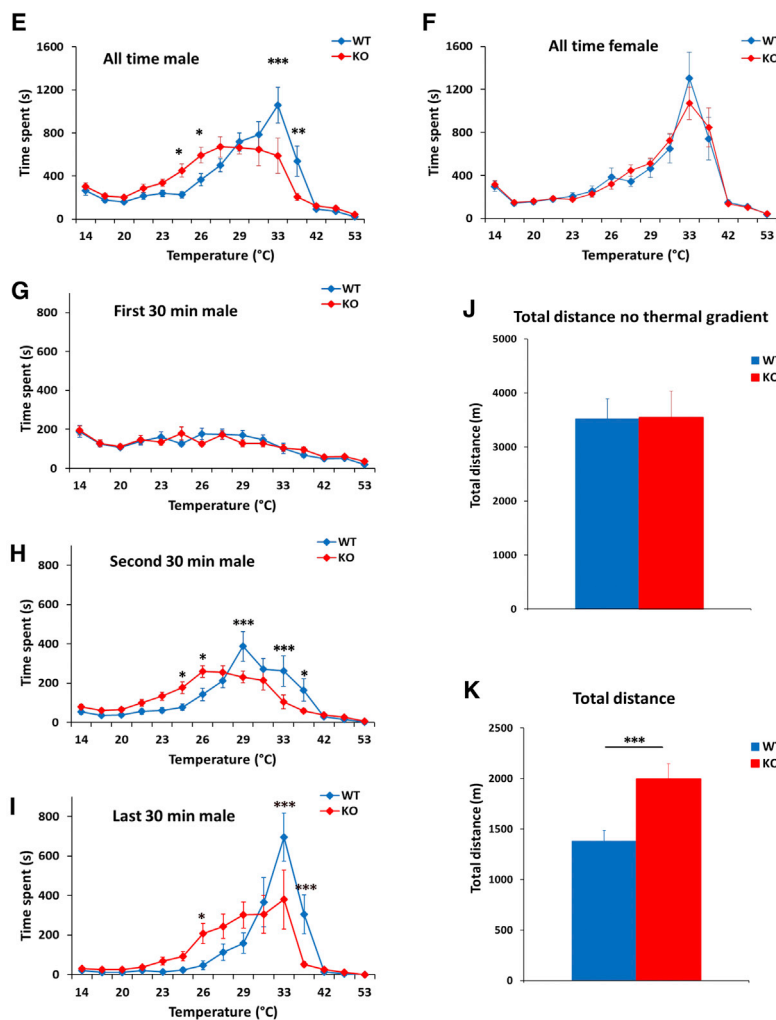 E
All time male
WT
KO
Time spent (s)
1600
1200
800
400
0
*
*
***
**
14 20 23 26 29 33 42 53
Temperature (°C)
F
All time female
WT
KO
Time spent (s)
1600
1200
800
400
0
14 20 23 26 29 33 42 53
Temperature (°C)
G
First 30 min male
WT
KO
Time spent (s)
800
600
400
200
0
14 20 23 26 29 33 42 53
Temperature (°C)
H
Second 30 min male
WT
KO
Time spent (s)
800
600
400
200
0
*
*
***
***
*
14 20 23 26 29 33 42 53
Temperature (°C)
I
Last 30 min male
WT
KO
Time spent (s)
800
600
400
200
0
*
***
***
14 20 23 26 29 33 42 53
Temperature (°C)
J
Total distance no thermal gradient
WT
KO
Total distance (m)
5000
4000
3000
2000
1000
0
K
Total distance
WT
KO
Total distance (m)
2500
2000
1500
1000
500
0
***